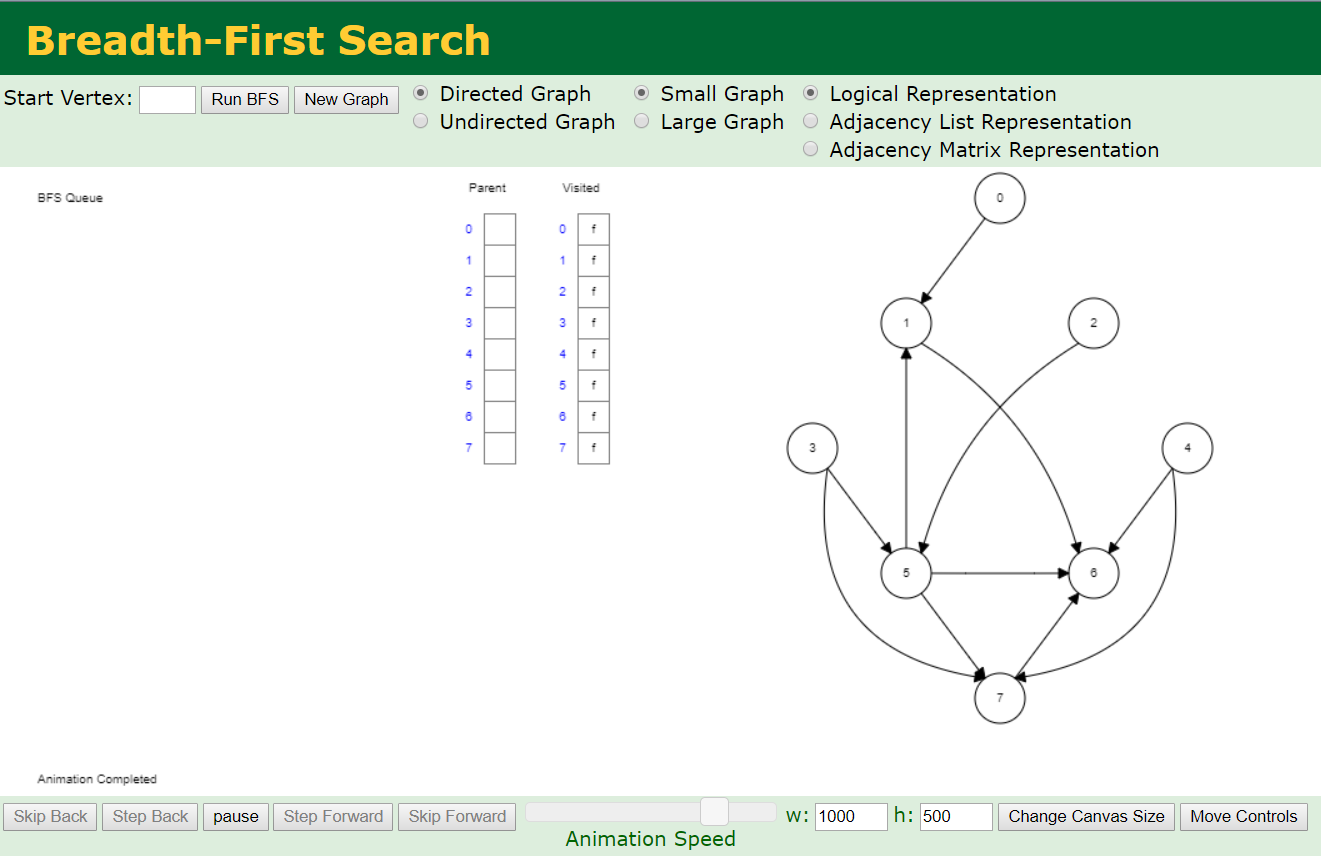 Breadth-First Search
Start Vertex: Run BFS New Graph Directed Graph Small Graph Logical Representation
Undirected Graph Large Graph Adjacency List Representation
Adjacency Matrix Representation
BFS Queue
Parent Visited
0 0 f
1 1 f
2 2 f
3 3 f
4 4 f
5 5 f
6 6 f
7 7 f
0
1 2
3 4
5 6
7
Animation Completed
Skip Back Step Back pause Step Forward Skip Forward w: 1000 h: 500 Change Canvas Size Move Controls
Animation Speed